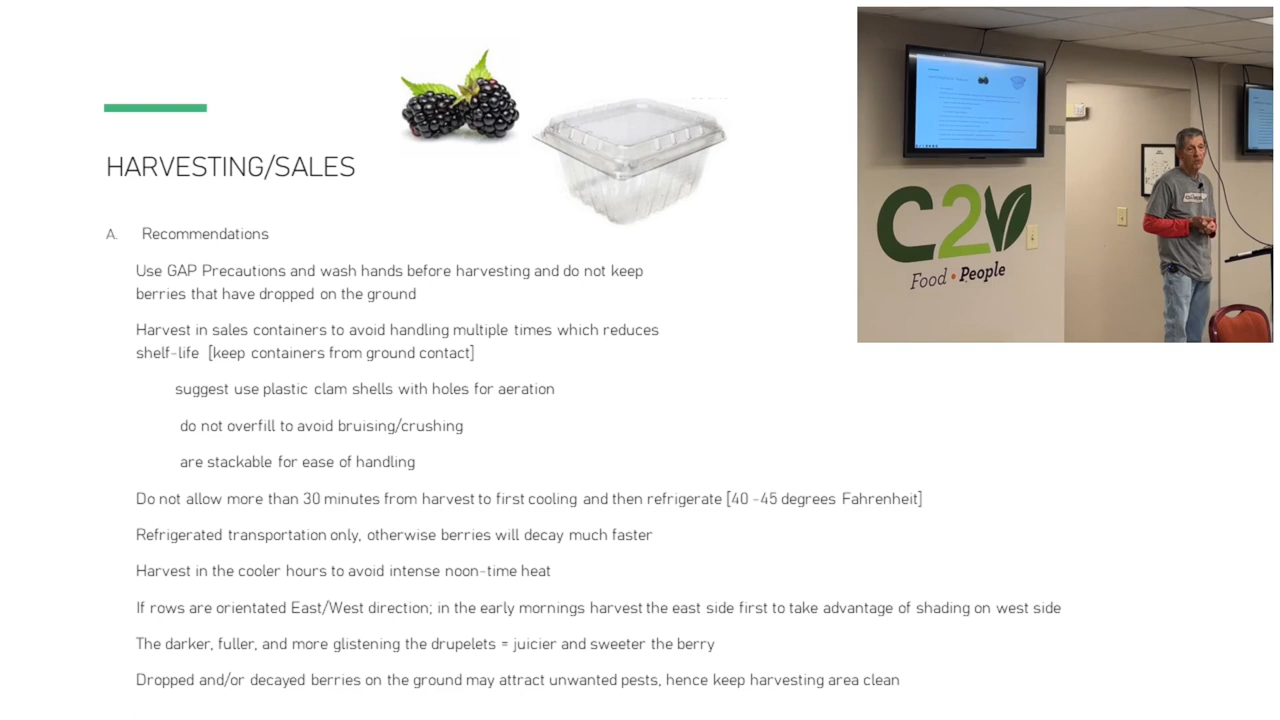 HARVESTING/SALES
A. Recommendations
Use GAP Precautions and wash hands before harvesting and do not keep
berries that have dropped on the ground
Harvest in sales containers to avoid handling multiple times which reduces
shelf-life [keep containers from ground contact]
suggest use plastic clam shells with holes for aeration
do not overfill to avoid bruising/crushing
are stackable for ease of handling
Do not allow more than 30 minutes from harvest to first cooling and then refrigerate [40 -45 degrees Fahrenheit]
Refrigerated transportation only, otherwise berries will decay much faster
Harvest in the cooler hours to avoid intense noon-time heat
If rows are orientated East/West direction; in the early mornings harvest the east side first to take advantage of shading on west side
The darker, fuller, and more glistening the drupelets = juicier and sweeter the berry
Dropped and/or decayed berries on the ground may attract unwanted pests, hence keep harvesting area clean
C2V
Food • People